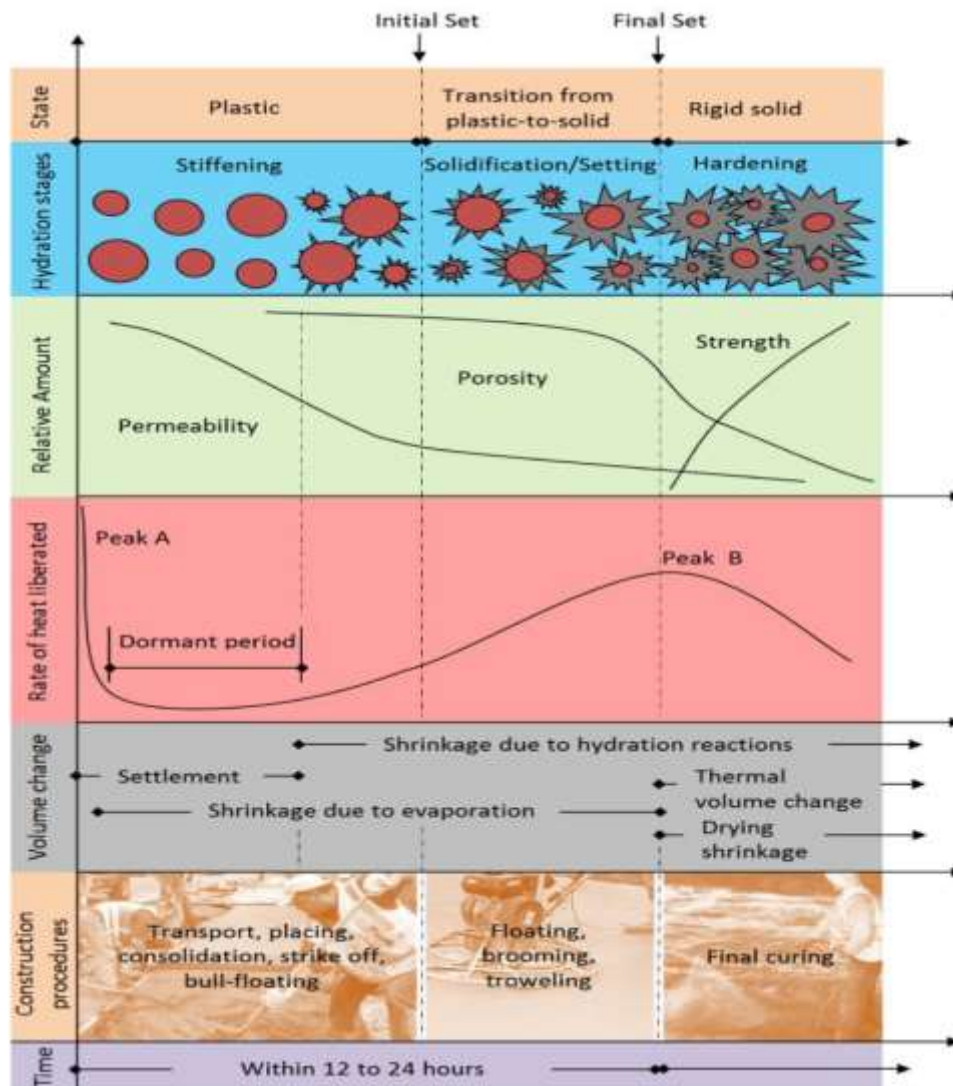 Initial Set
Final Set
State
Plastic
Transition from
plastic-to-solid
Rigid solid
Hydration stages
Stiffening
Solidification/Setting
Hardening
Relative Amount
Permeability
Porosity
Strength
Rate of heat liberated
Peak A
Dormant period
Peak B
Volume change
Shrinkage due to hydration reactions
Settlement
Thermal
volume change
Shrinkage due to evaporation
Drying
shrinkage
Construction
procedures
Transport, placing,
consolidation, strike off,
bull-floating
Floating,
brooming,
troweling
Final curing
Time
Within 12 to 24 hours